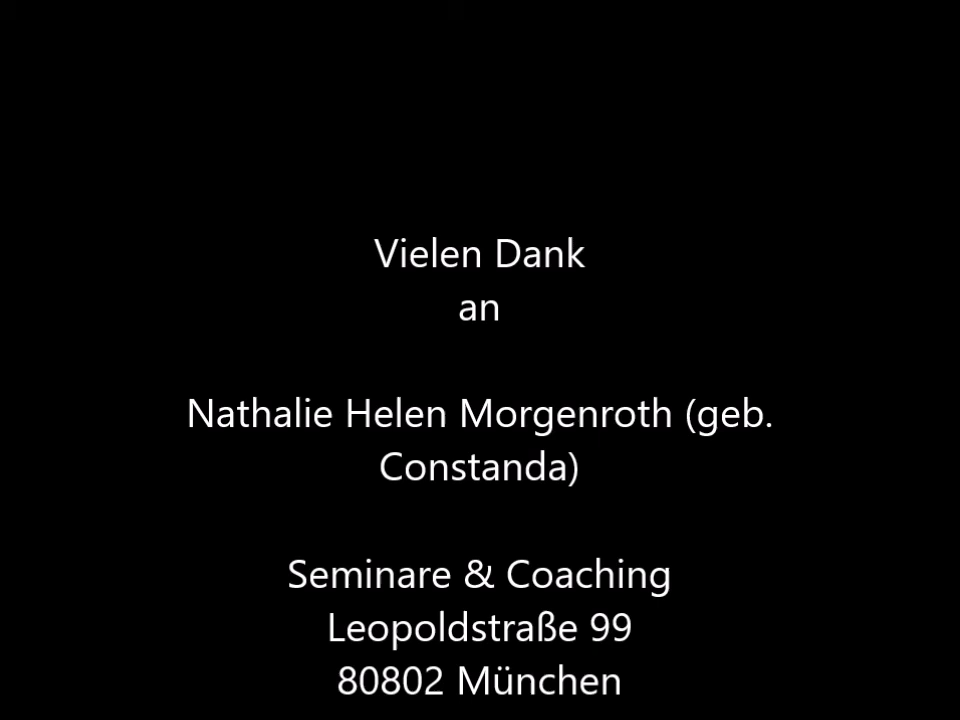 Vielen Dank
an
Nathalie Helen Morgenroth (geb.
Constanda)
Seminare & Coaching
Leopoldstraße 99
80802 München